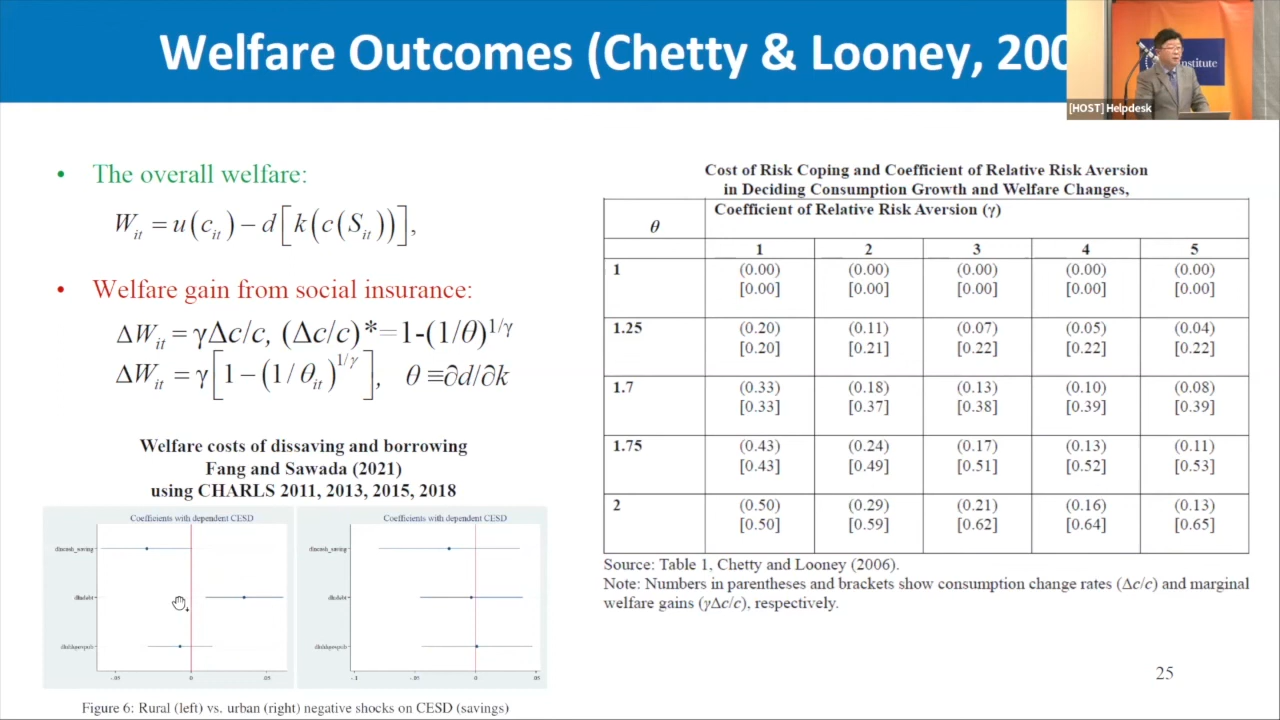 Welfare Outcomes (Chetty & Looney, 200
[HOST] Helpdesk
• The overall welfare:
W_it = u(c_it) − d[k(c(S_it))],
• Welfare gain from social insurance:
ΔW_it = γΔc/c, (Δc/c)*=1-(1/θ)^1/γ
ΔW_it = γ[1 − (1/θ_it)^1/γ], θ ≡∂d/∂k
Welfare costs of dissaving and borrowing
Fang and Sawada (2021)
using CHARLS 2011, 2013, 2015, 2018
Coefficients with dependent CESD
-.05 0 .05
Coefficients with dependent CESD
-.1 -.05 0 .05
Figure 6: Rural (left) vs. urban (right) negative shocks on CESD (savings)
Cost of Risk Coping and Coefficient of Relative Risk Aversion
in Deciding Consumption Growth and Welfare Changes,
θ Coefficient of Relative Risk Aversion (γ)
1 2 3 4 5
1 (0.00) (0.00) (0.00) (0.00) (0.00)
[0.00] [0.00] [0.00] [0.00] [0.00]
1.25 (0.20) (0.11) (0.07) (0.05) (0.04)
[0.20] [0.21] [0.22] [0.22] [0.22]
1.7 (0.33) (0.18) (0.13) (0.10) (0.08)
[0.33] [0.37] [0.38] [0.39] [0.39]
1.75 (0.43) (0.24) (0.17) (0.13) (0.11)
[0.43] [0.49] [0.51] [0.52] [0.53]
2 (0.50) (0.29) (0.21) (0.16) (0.13)
[0.50] [0.59] [0.62] [0.64] [0.65]
Source: Table 1, Chetty and Looney (2006).
Note: Numbers in parentheses and brackets show consumption change rates (Δc/c) and marginal
welfare gains (γΔc/c), respectively.
25